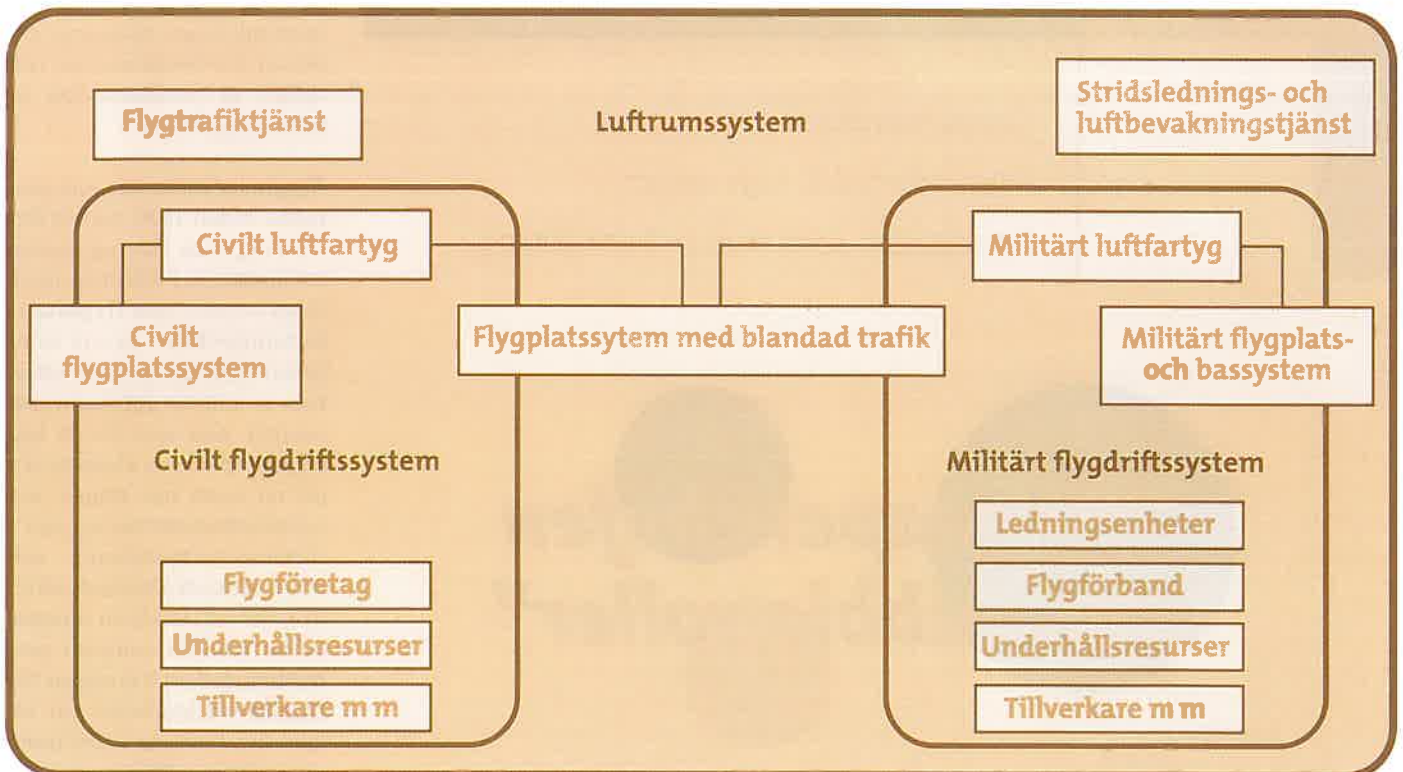 Flygtrafiktjänst
Luftrumssystem
Stridslednings- och
luftbevakningstjänst
Civilt luftfartyg
Militärt luftfartyg
Civilt
flygplatssystem
Flygplatssytem med blandad trafik
Militärt flygplats-
och bassystem
Civilt flygdriftssystem
Militärt flygdriftssystem
Ledningsenheter
Flygföretag
Flygförband
Underhållsresurser
Underhållsresurser
Tillverkare m m
Tillverkare m m